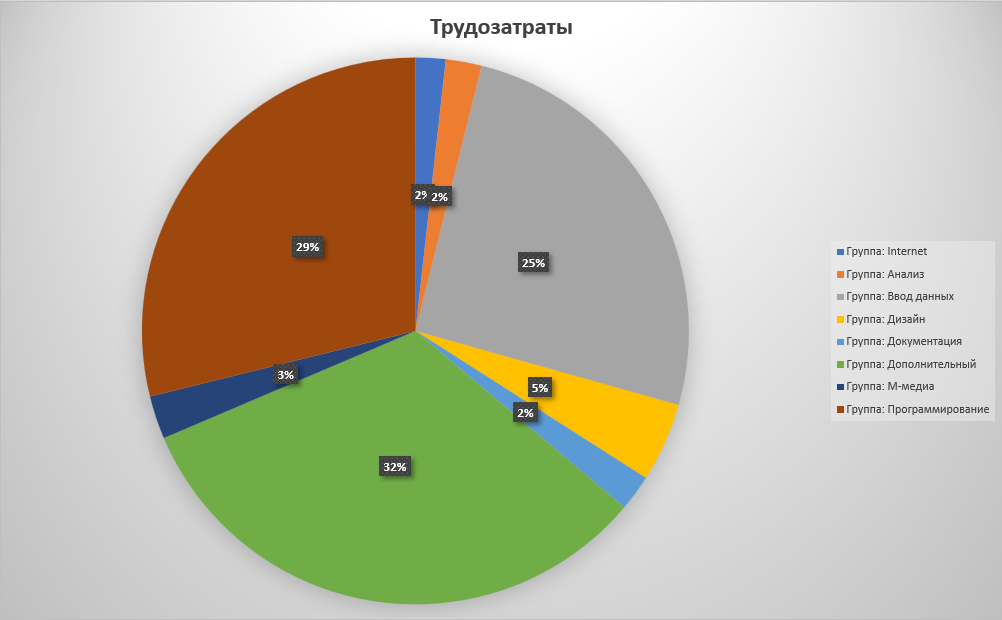 Трудозатраты
2%
2%
29%
25%
3%
5%
2%
32%
Группа: Internet
Группа: Анализ
Группа: Ввод данных
Группа: Дизайн
Группа: Документация
Группа: Дополнительный
Группа: М-медиа
Группа: Программирование